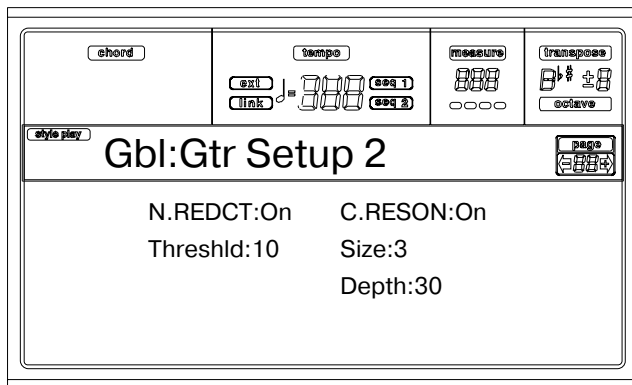 chord tempo measure transpose
ext seq 1
link seq 2
octave
style play
Gbl:Gtr Setup 2
page
N.REDCT:On C.RESON:On
Threshld:10 Size:3
Depth:30